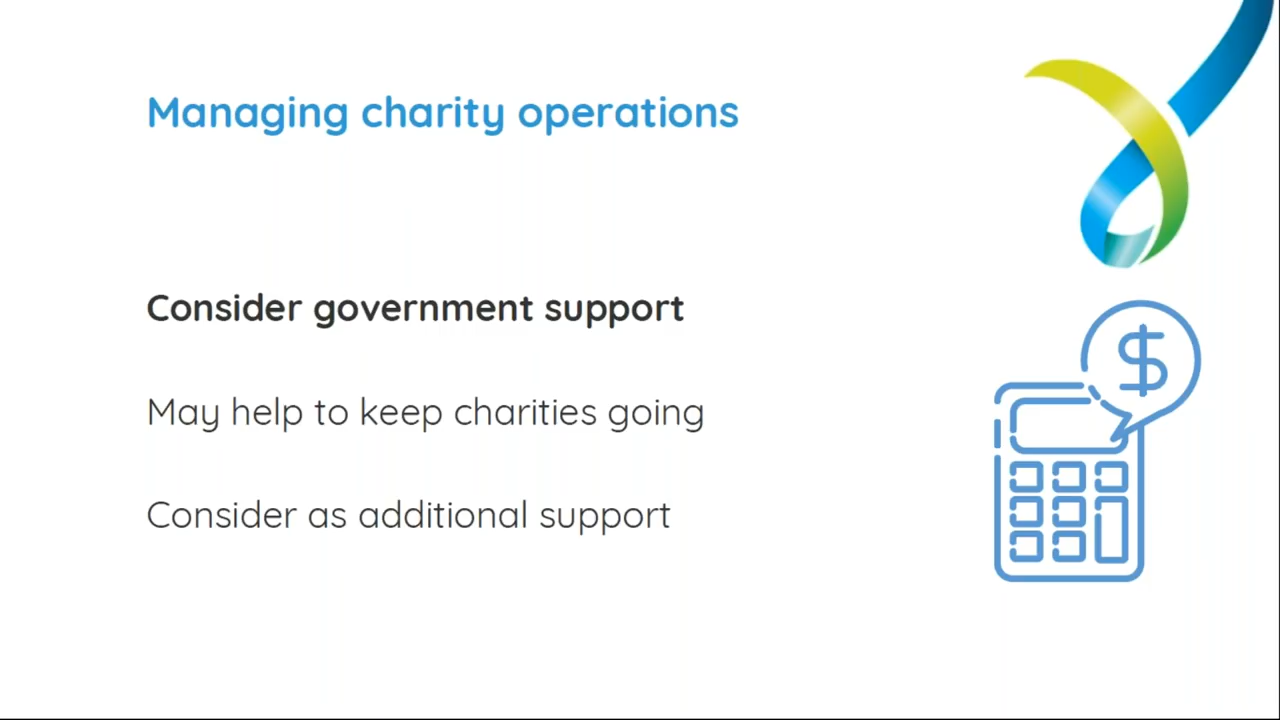 Managing charity operations
Consider government support
May help to keep charities going
Consider as additional support
$